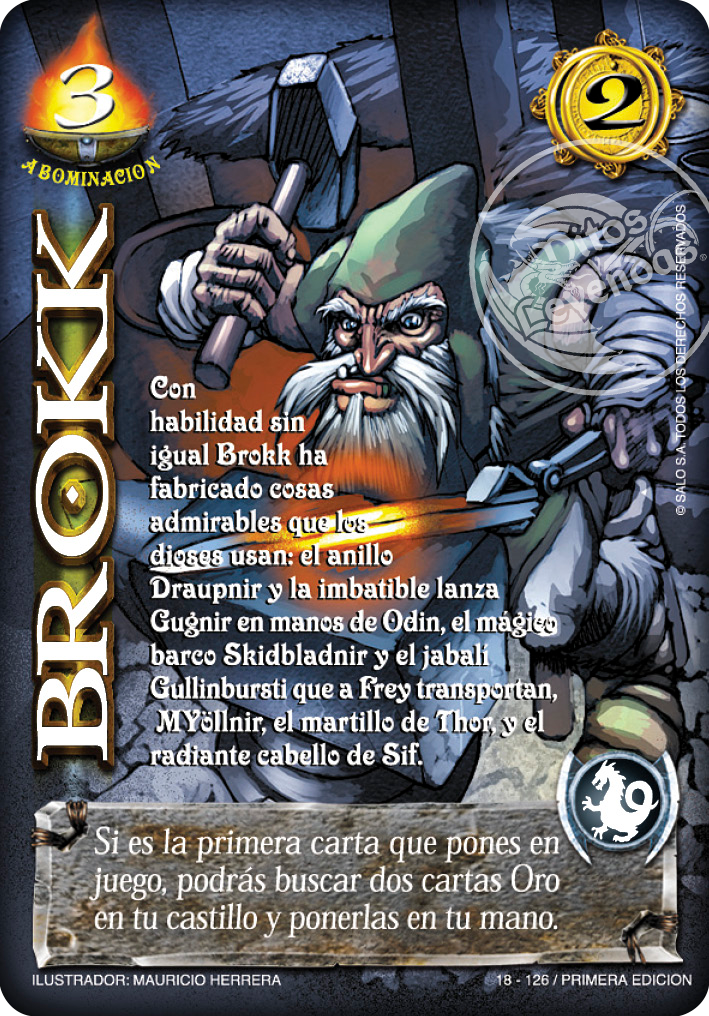 3
2
ABOMINACION
BROKK
Mitos
Leyendas
®
© SALO S.A. TODOS LOS DERECHOS RESERVADOS
Con
habilidad sin
igual Brokk ha
fabricado cosas
admirables que los
dioses usan: el anillo
Draupnir y la imbatible lanza
Gugnir en manos de Odin, el mágico
barco Skidbladnir y el jabalí
Gullinbursti que a Frey transportan,
MYöllnir, el martillo de Thor, y el
radiante cabello de Sif.
Si es la primera carta que pones en
juego, podrás buscar dos cartas Oro
en tu castillo y ponerlas en tu mano.
ILUSTRADOR: MAURICIO HERRERA
18 - 126 / PRIMERA EDICION